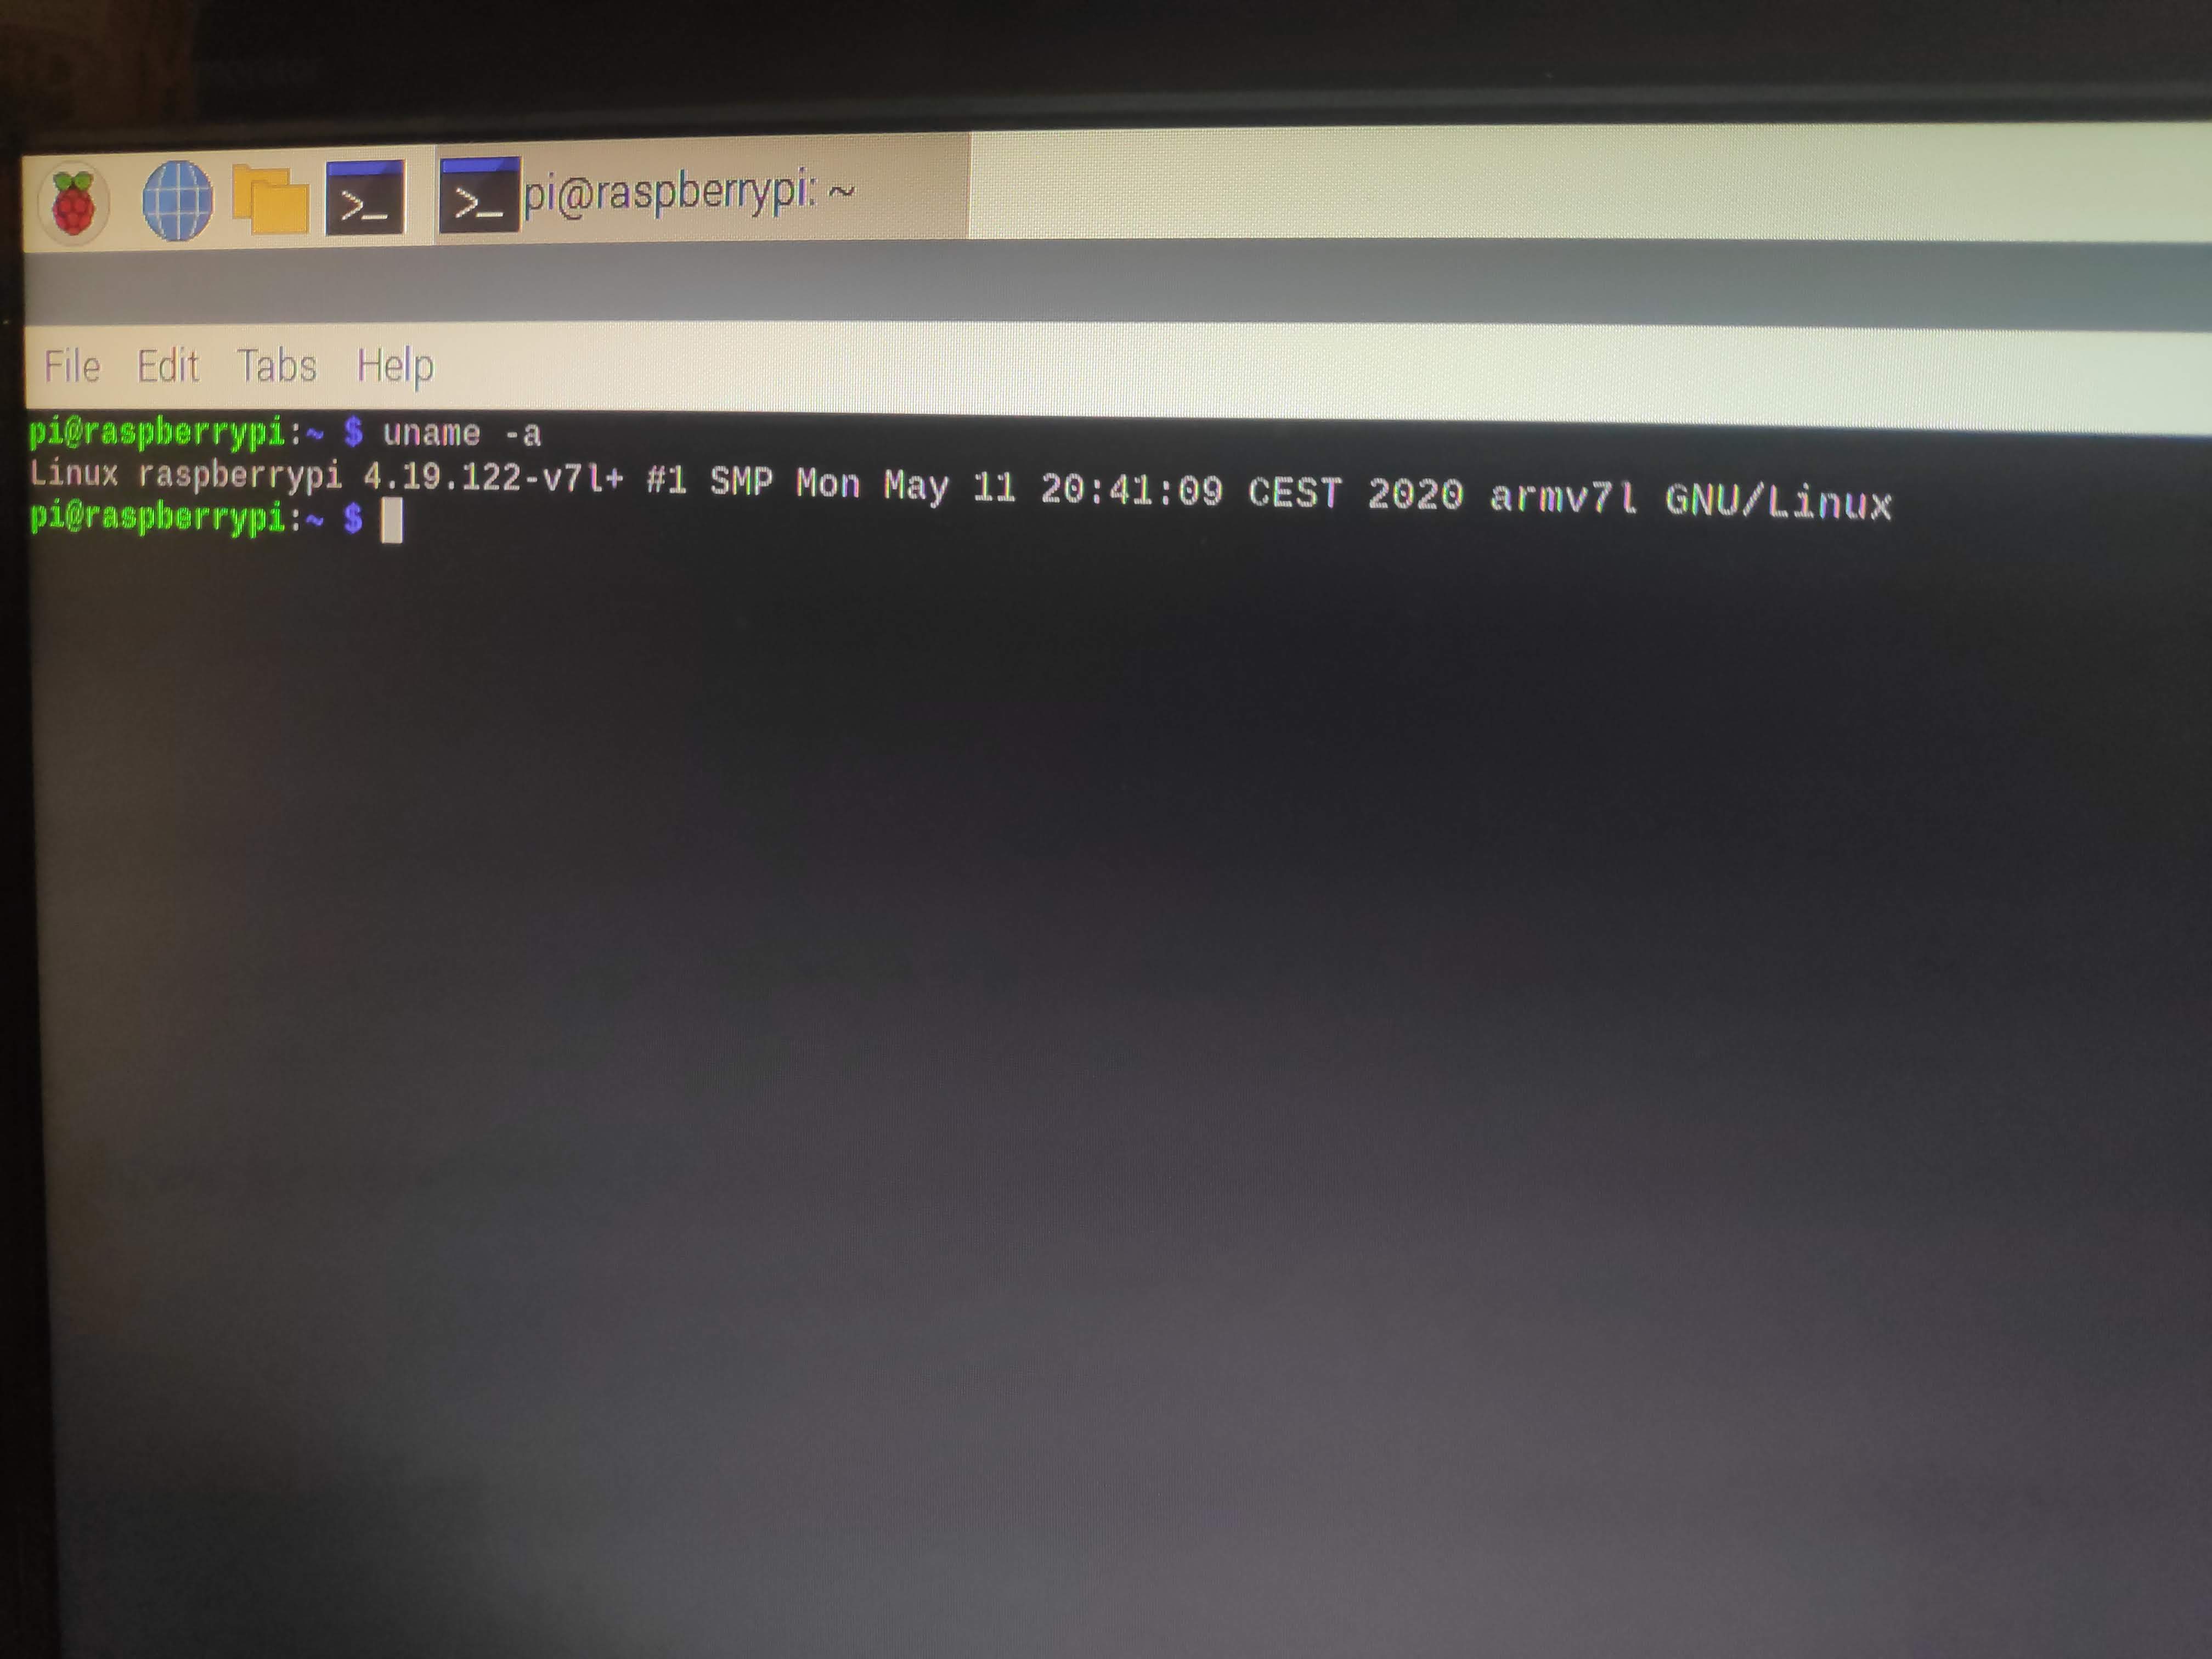 pi@raspberrypi: ~
File Edit Tabs Help
pi@raspberrypi:~ $ uname -a
Linux raspberrypi 4.19.122-v7l+ #1 SMP Mon May 11 20:41:09 CEST 2020 armv7l GNU/Linux
pi@raspberrypi:~ $